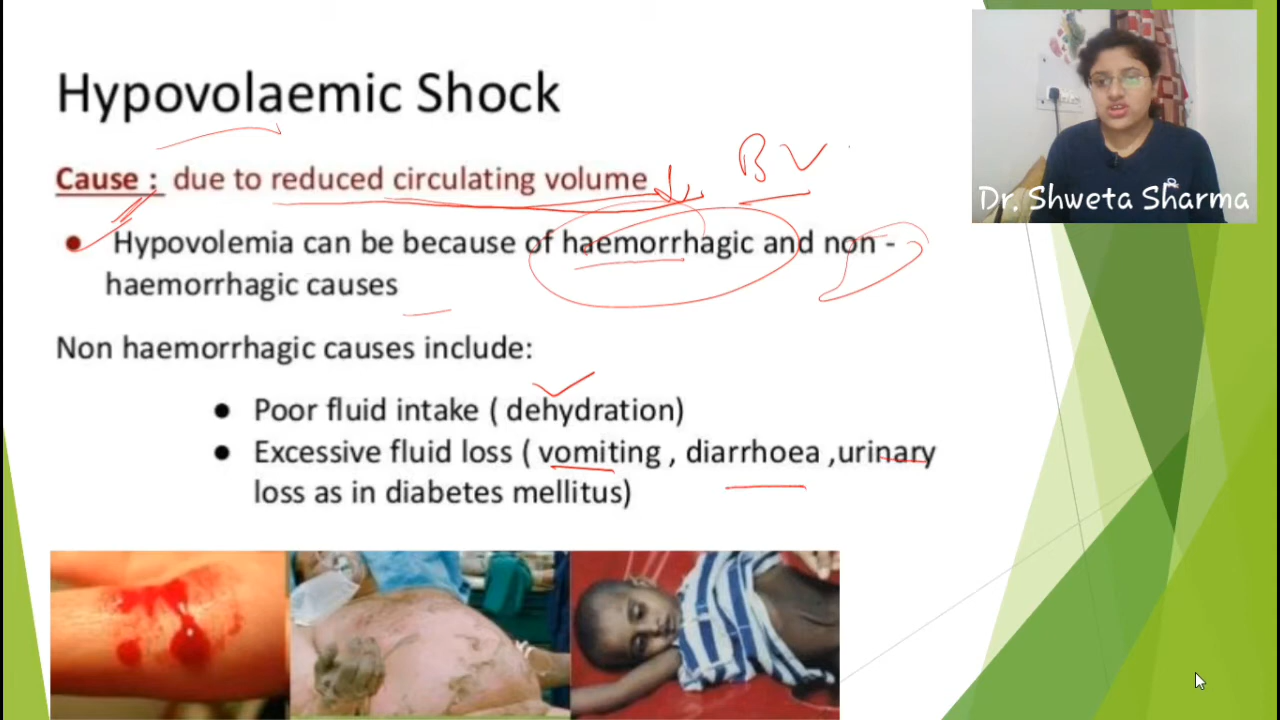 Hypovolaemic Shock
Cause : due to reduced circulating volume ↓ BV
● Hypovolemia can be because of haemorrhagic and non -
haemorrhagic causes
Non haemorrhagic causes include:
● Poor fluid intake ( dehydration)
● Excessive fluid loss ( vomiting , diarrhoea ,urinary
loss as in diabetes mellitus)
Dr. Shweta Sharma